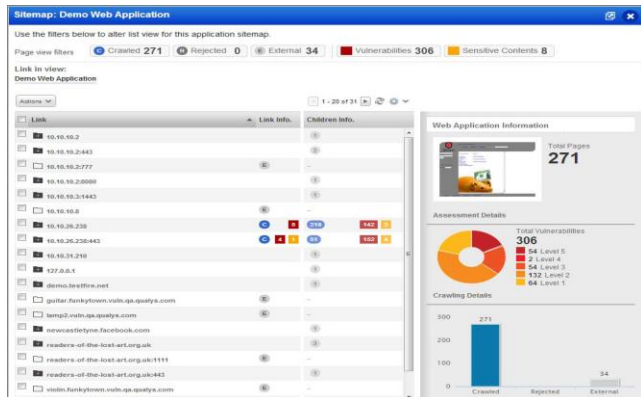 Sitemap: Demo Web Application
Use the filters below to alter list view for this application sitemap.
Page view filters C Crawled 271 R Rejected 0 E External 34 Vulnerabilities 306 Sensitive Contents 8
Link in view:
Demo Web Application
Actions 1 - 20 of 31
Link Link Info. Children Info.
10.10.10.2 1
10.10.10.2:443 2
10.10.10.2:777 E -
10.10.10.2:8080 1
10.10.10.3:1443 1
10.10.10.8 E -
10.10.26.238 C 142
10.10.26.238:443 C 4 152
10.10.31.210 1
127.0.0.1 1
demo.testfire.net 1
guitar.funkytown.vuln.qa.qualys.com E -
lamp2.vuln.qa.qualys.com E -
newcastletyne.facebook.com 1
readers-of-the-lost-art.org.uk
readers-of-the-lost-art.org.uk:1111 E -
readers-of-the-lost-art.org.uk:443 1
violin.funkytown.vuln.qa.qualys.com E -
Web Application Information
Total Pages
271
Assessment Details
Total Vulnerabilities
306
54 Level 5
2 Level 4
54 Level 3
132 Level 2
64 Level 1
Crawling Details
300
200
100
0
271
34
Crawled Rejected External